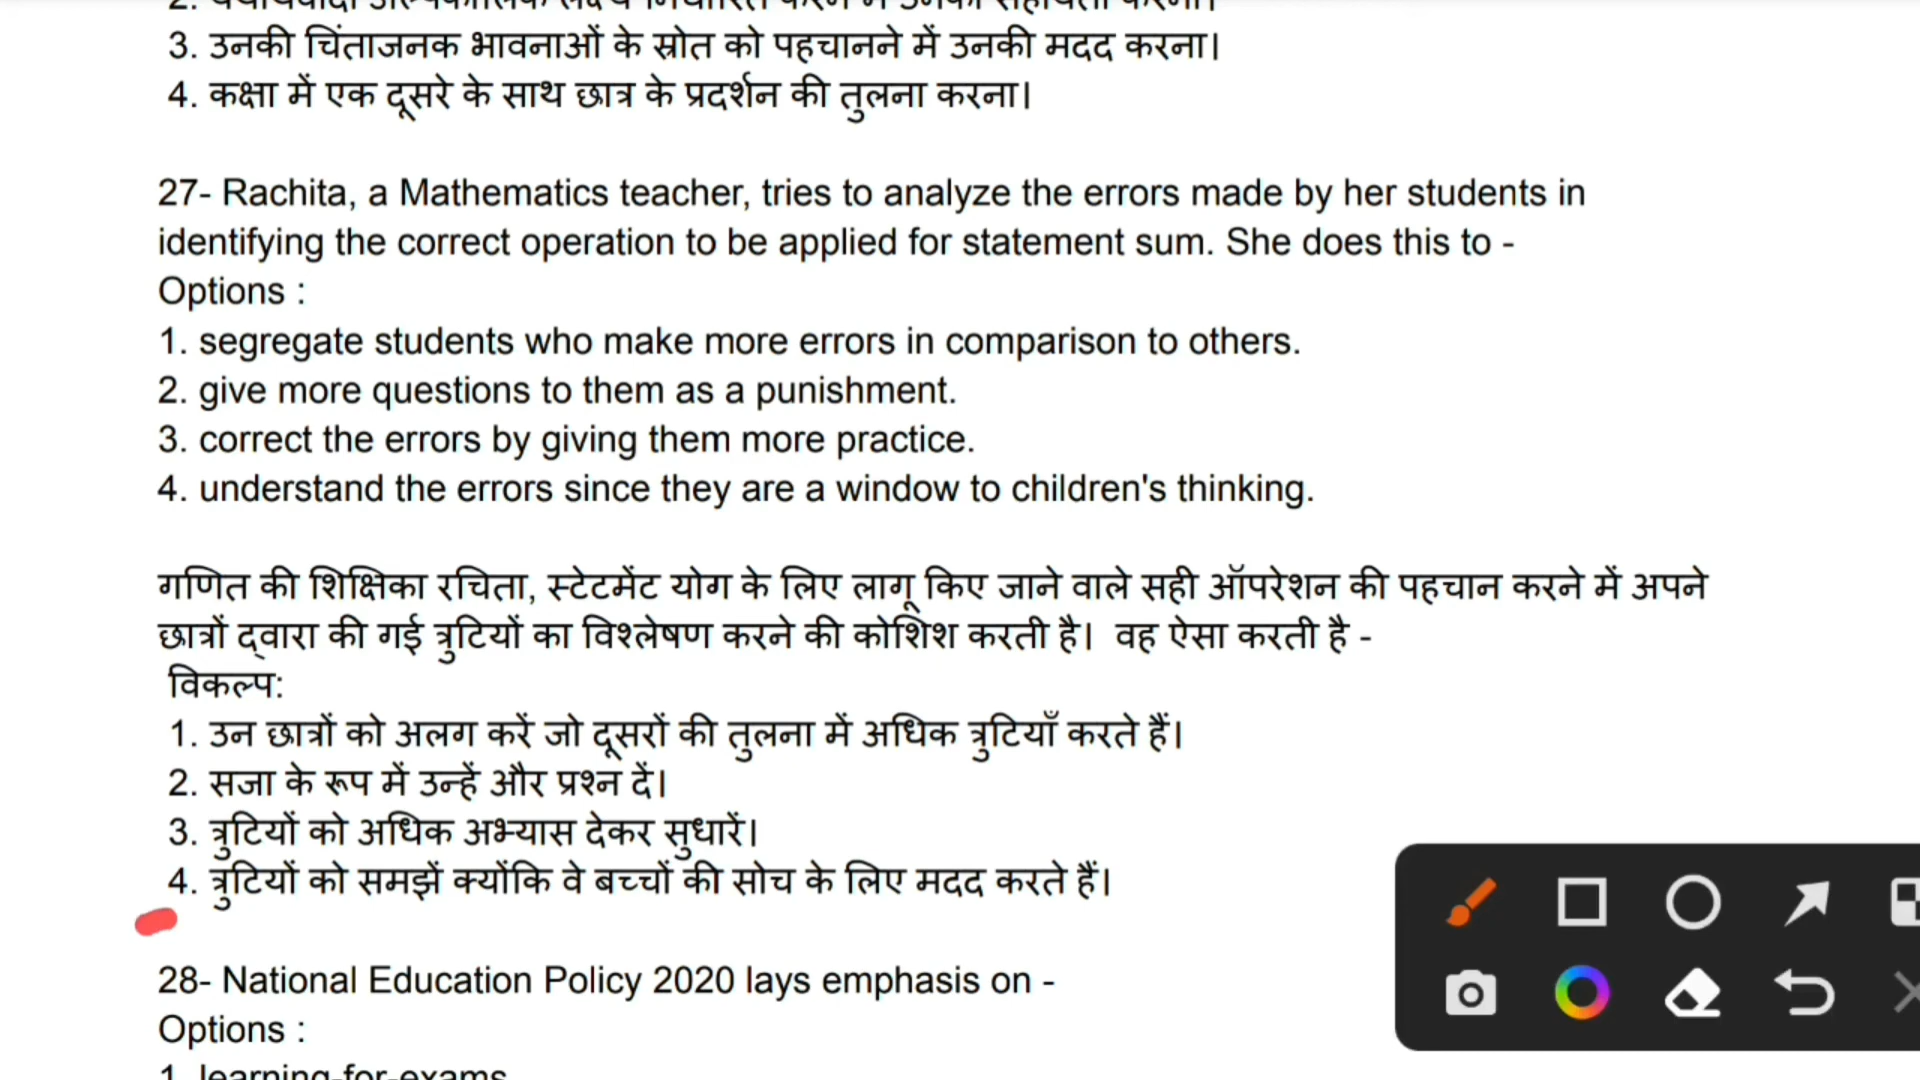 3. उनकी चिंताजनक भावनाओं के स्रोत को पहचानने में उनकी मदद करना।
4. कक्षा में एक दूसरे के साथ छात्र के प्रदर्शन की तुलना करना।
27- Rachita, a Mathematics teacher, tries to analyze the errors made by her students in
identifying the correct operation to be applied for statement sum. She does this to -
Options :
1. segregate students who make more errors in comparison to others.
2. give more questions to them as a punishment.
3. correct the errors by giving them more practice.
4. understand the errors since they are a window to children's thinking.
गणित की शिक्षिका रचिता, स्टेटमेंट योग के लिए लागू किए जाने वाले सही ऑपरेशन की पहचान करने में अपने
छात्रों द्वारा की गई त्रुटियों का विश्लेषण करने की कोशिश करती है। वह ऐसा करती है -
विकल्प:
1. उन छात्रों को अलग करें जो दूसरों की तुलना में अधिक त्रुटियाँ करते हैं।
2. सजा के रूप में उन्हें और प्रश्न दें।
3. त्रुटियों को अधिक अभ्यास देकर सुधारें।
4. त्रुटियों को समझें क्योंकि वे बच्चों की सोच के लिए मदद करते हैं।
28- National Education Policy 2020 lays emphasis on -
Options :
1. learning-for-exams